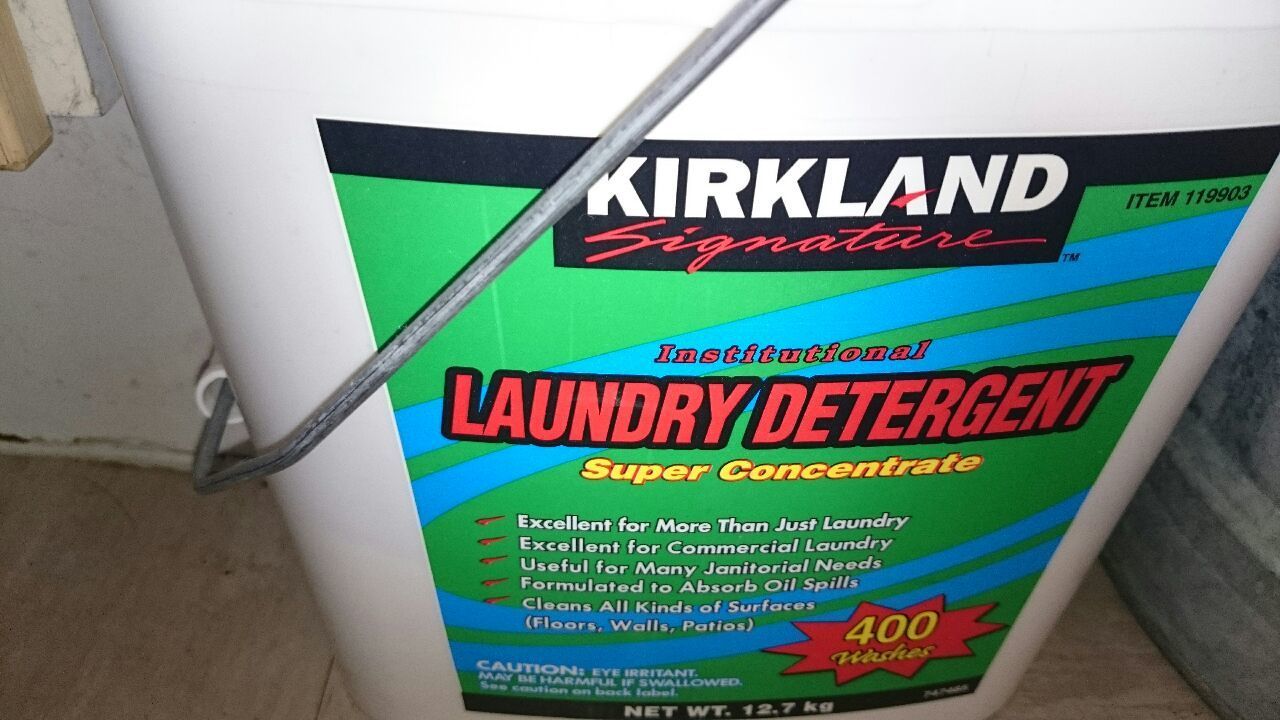 KIRKLAND
Signature™
ITEM 119903
Institutional
LAUNDRY DETERGENT
Super Concentrate
Excellent for More Than Just Laundry
Excellent for Commercial Laundry
Useful for Many Janitorial Needs
Formulated to Absorb Oil Spills
Cleans All Kinds of Surfaces
(Floors, Walls, Patios)
400
Washes
CAUTION: EYE IRRITANT.
MAY BE HARMFUL IF SWALLOWED.
See caution on back label.
NET WT. 12.7 kg